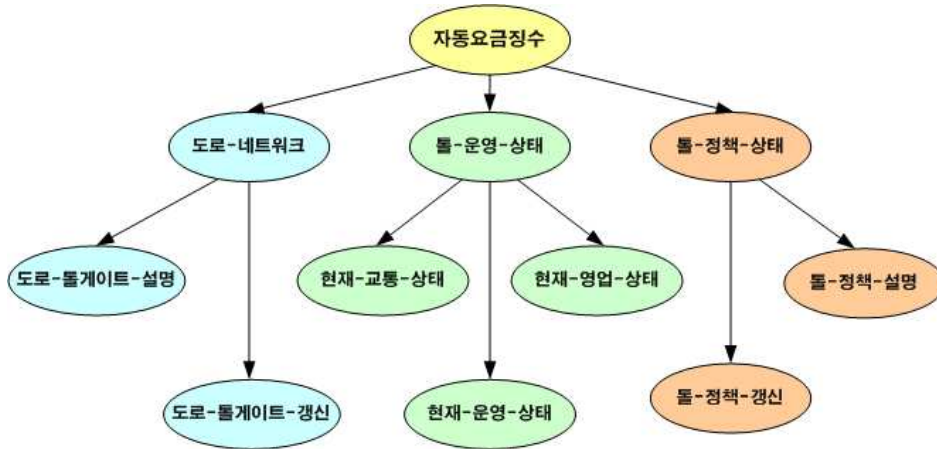 자동요금징수
도로-네트워크
톨-운영-상태
톨-정책-상태
도로-톨게이트-설명
현재-교통-상태
현재-영업-상태
톨-정책-설명
도로-톨게이트-갱신
현재-운영-상태
톨-정책-갱신